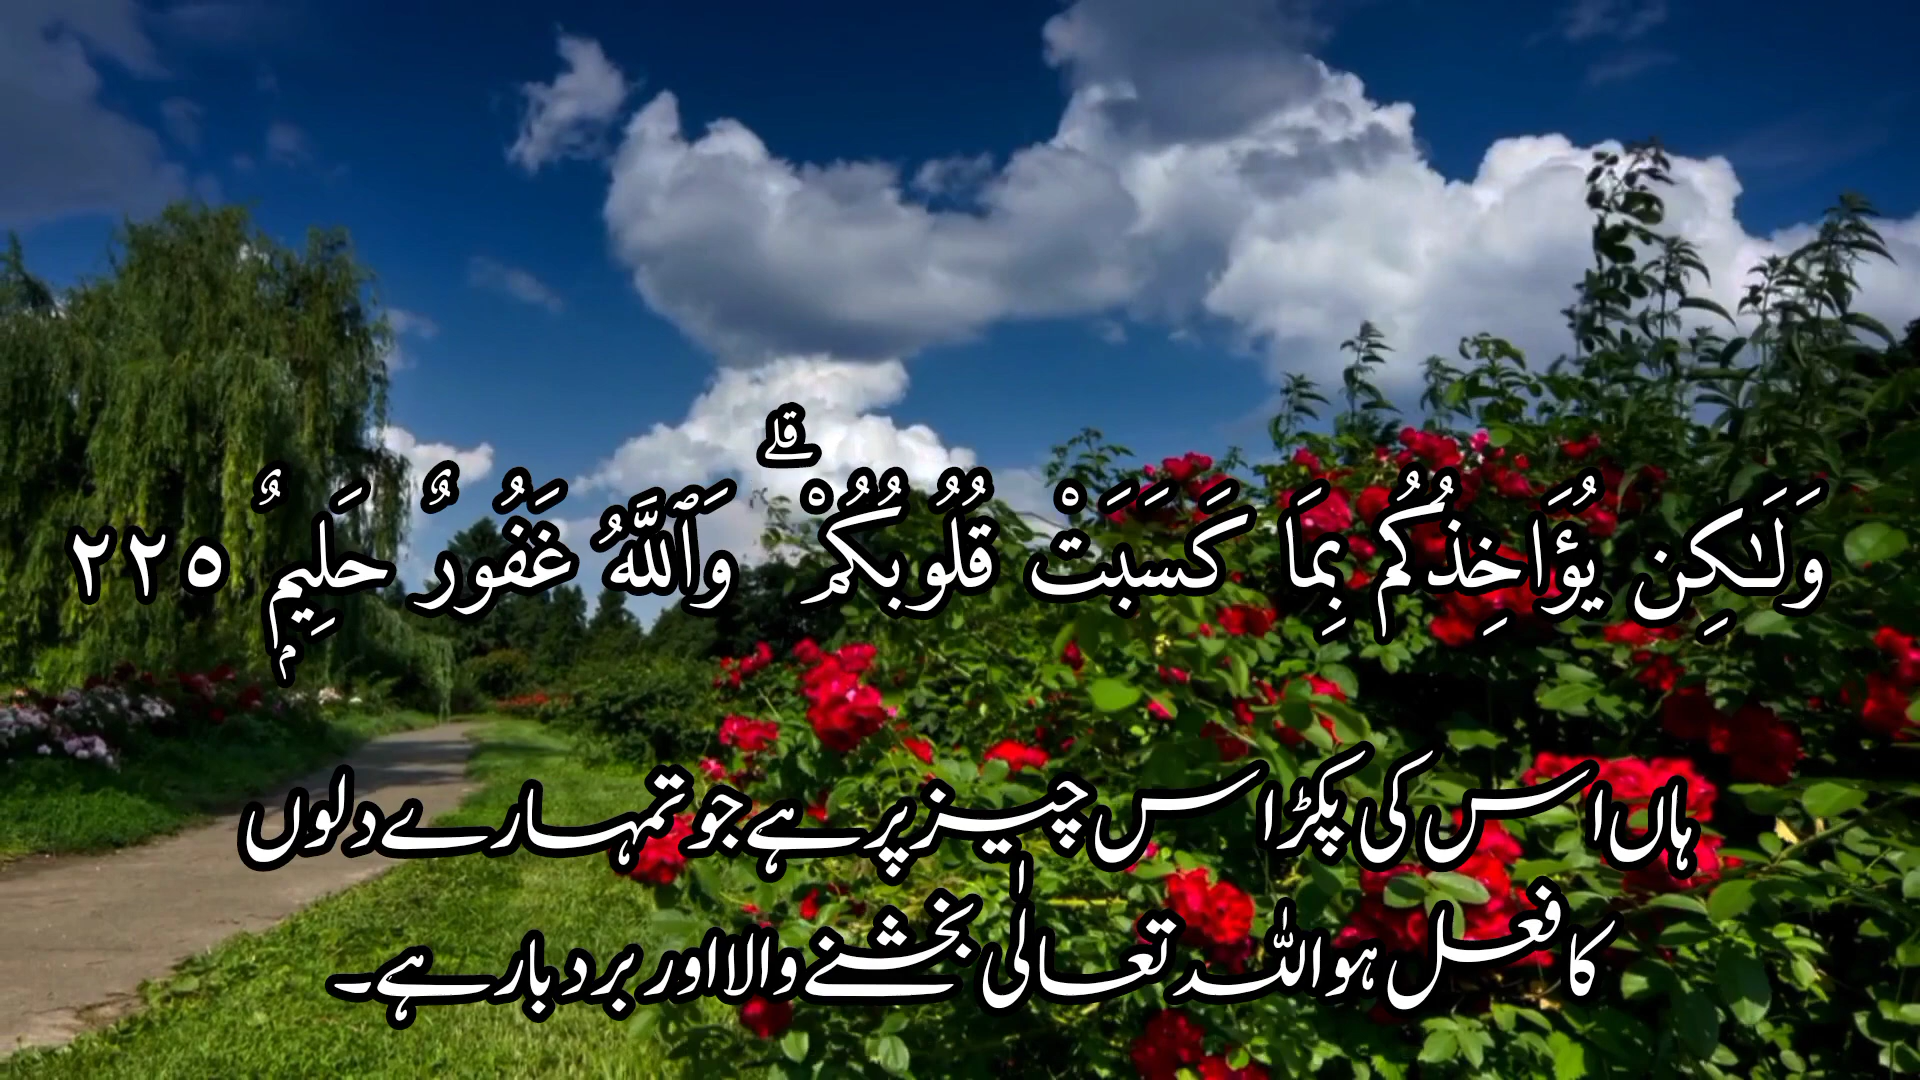 وَلَـٰكِن يُؤَاخِذُكُم بِمَا كَسَبَتْ قُلُوبُكُمْ ۗ وَٱللَّهُ غَفُورٌ حَلِيمٌۭ ٢٢٥
ہاں اس کی پکڑ اس چیز پر ہے جو تمہارے دلوں
کا فعل ہو اللہ تعالٰی بخشنے والا اور بردبار ہے۔